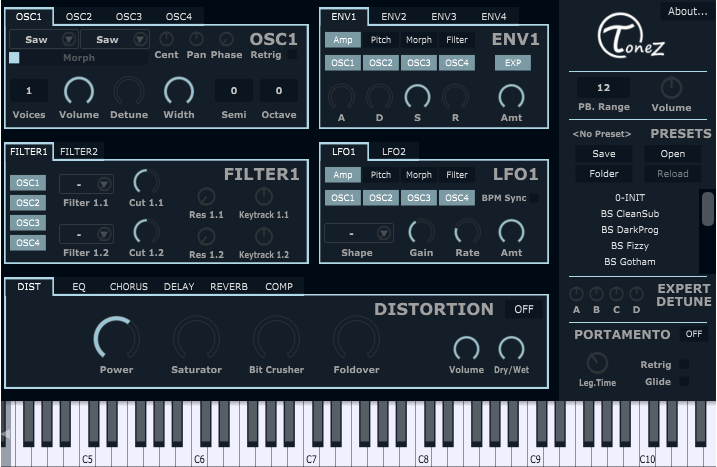 OSC1 OSC2 OSC3 OSC4
Saw Saw
Morph
Cent Pan Phase
OSC1
Retrig
1 0 0
Voices Volume Detune Width Semi Octave
ENV1 ENV2 ENV3 ENV4
Amp Pitch Morph Filter
ENV1
OSC1 OSC2 OSC3 OSC4 EXP
A D S R Amt
FILTER1 FILTER2
FILTER1
OSC1
OSC2
OSC3
OSC4
-
Filter 1.1 Cut 1.1 Res 1.1 Keytrack 1.1
-
Filter 1.2 Cut 1.2 Res 1.2 Keytrack 1.2
LFO1 LFO2
Amp Pitch Morph Filter
LFO1
OSC1 OSC2 OSC3 OSC4 BPM Sync
-
Shape Gain Rate Amt
DIST EQ CHORUS DELAY REVERB COMP
DISTORTION OFF
Power Saturator Bit Crusher Foldover Volume Dry/Wet
About...
ToneZ
12
PB. Range Volume
<No Preset> PRESETS
Save Open
Folder Reload
0-INIT
BS CleanSub
BS DarkProg
BS Fizzy
BS Gotham
EXPERT
DETUNE
A B C D
PORTAMENTO OFF
Leg.Time
Retrig
Glide
C5 C6 C7 C8 C9 C10